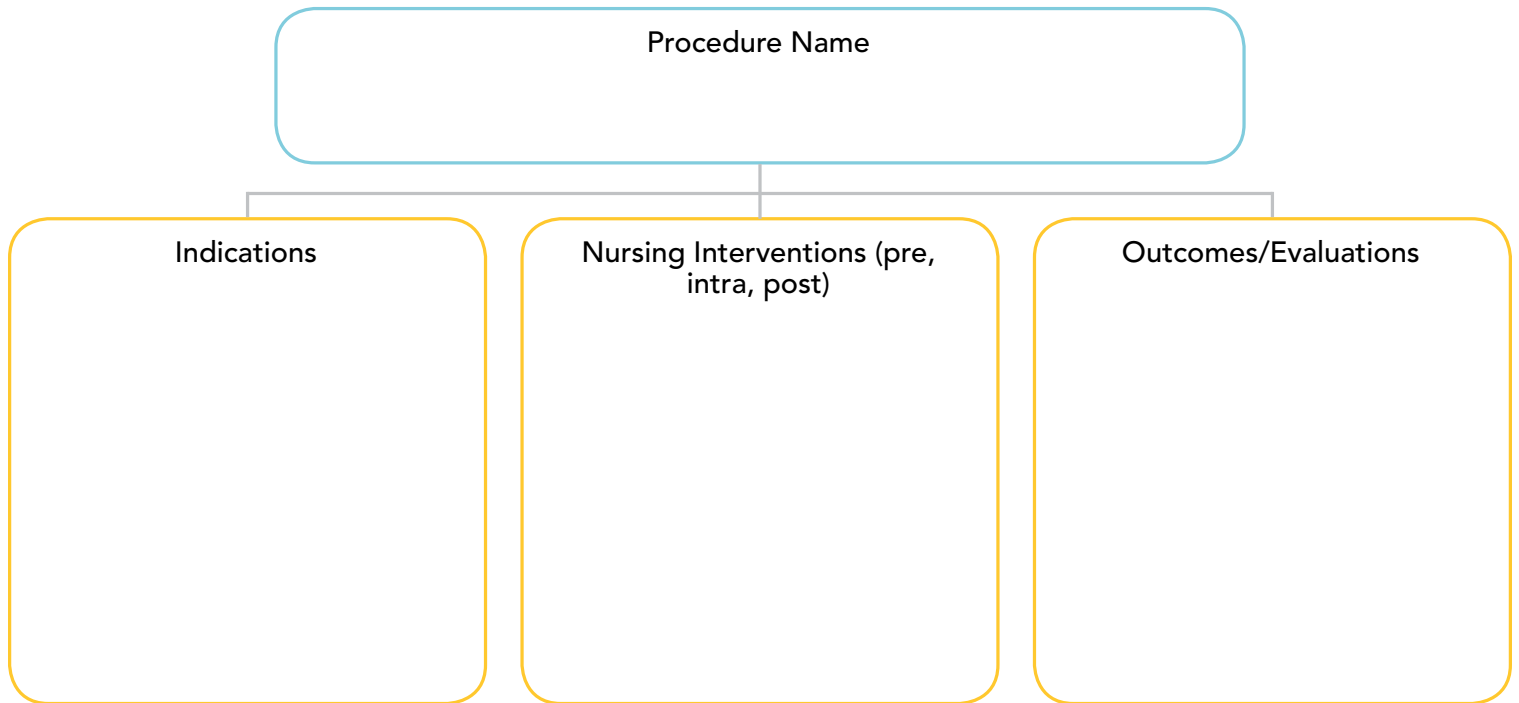 Procedure Name
Indications
Nursing Interventions (pre,
intra, post)
Outcomes/Evaluations